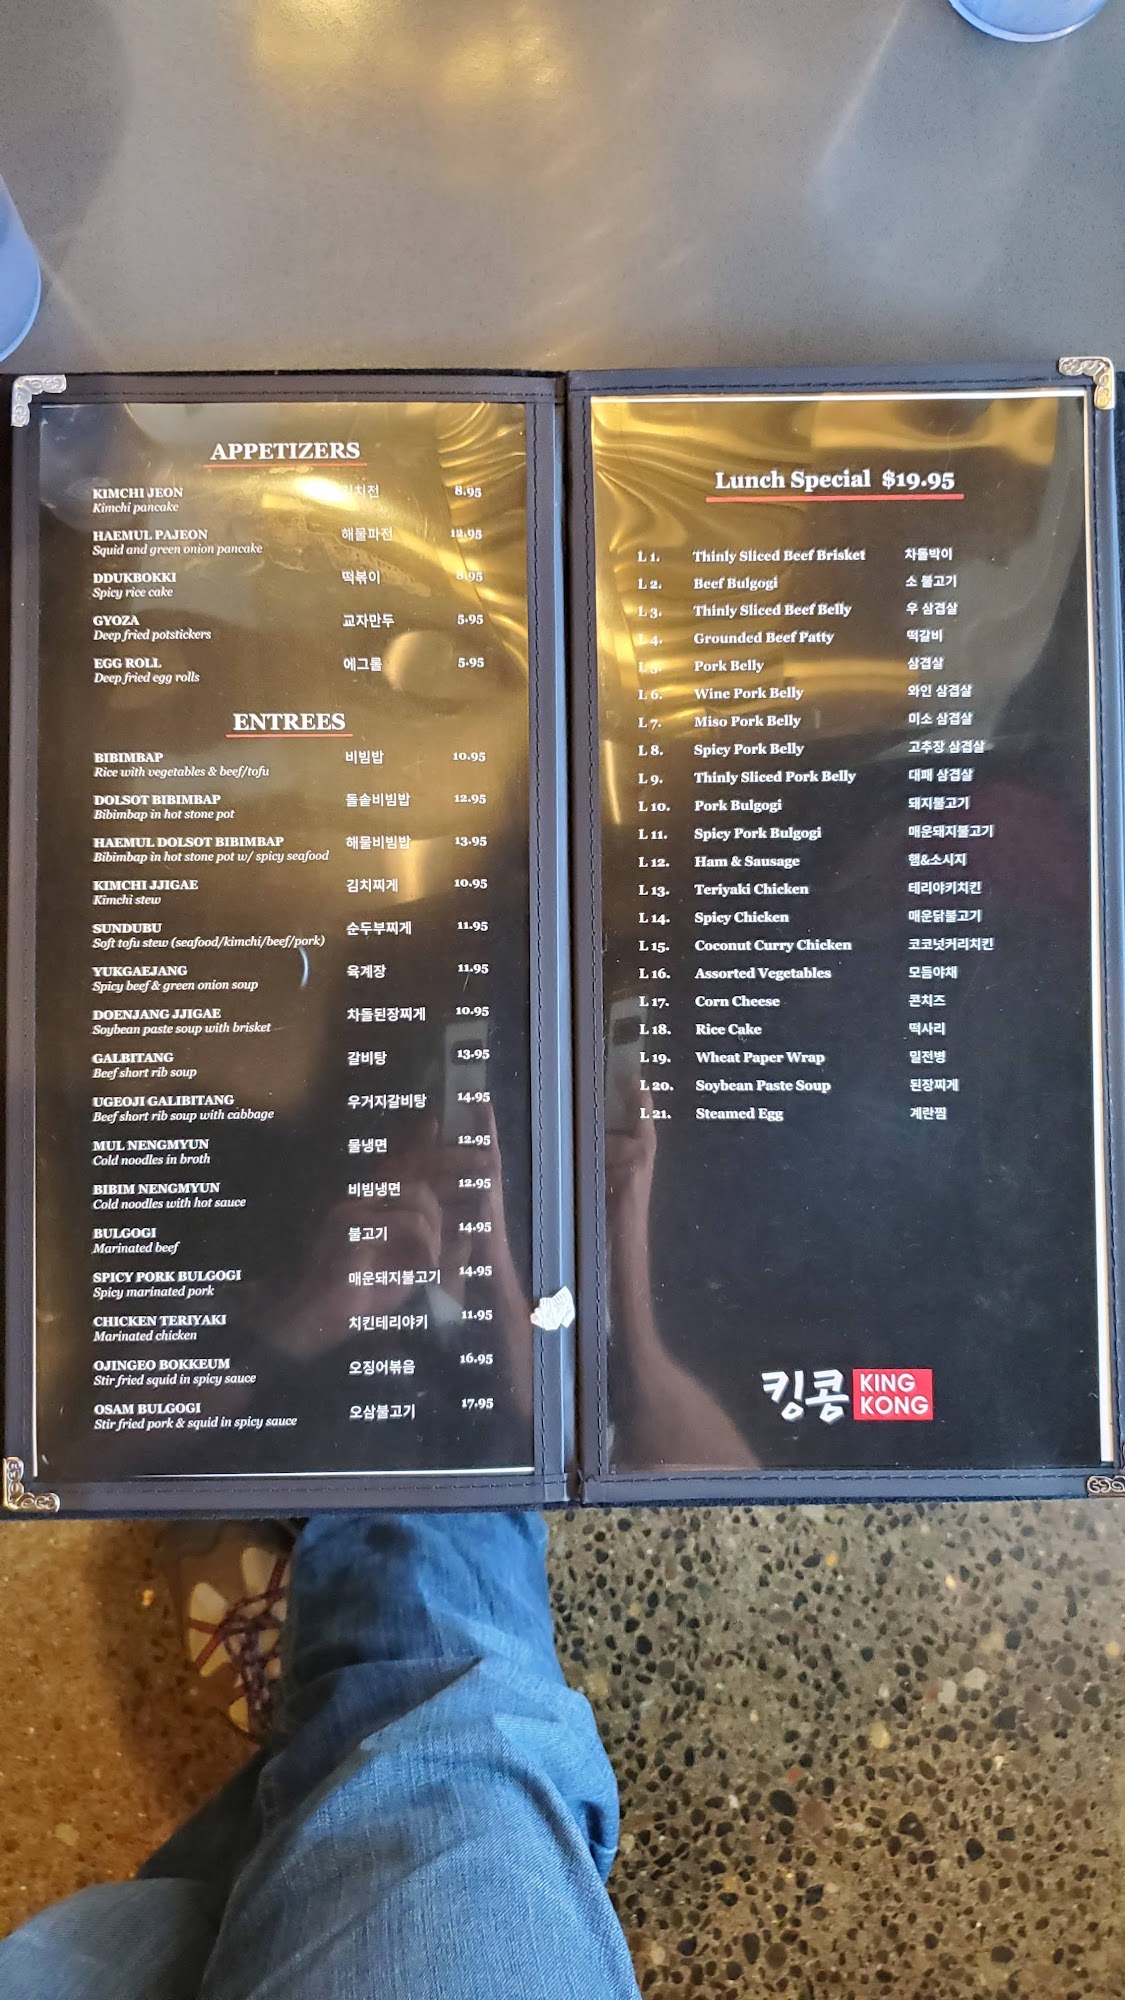 APPETIZERS
KIMCHI JEON 김치전 8.95
Kimchi pancake
HAEMUL PAJEON 해물파전 12.95
Squid and green onion pancake
DDUKBOKKI 떡볶이 8.95
Spicy rice cake
GYOZA 교자만두 5.95
Deep fried potstickers
EGG ROLL 에그롤 5.95
Deep fried egg rolls
ENTREES
BIBIMBAP 비빔밥 10.95
Rice with vegetables & beef/tofu
DOLSOT BIBIMBAP 돌솥비빔밥 12.95
Bibimbap in hot stone pot
HAEMUL DOLSOT BIBIMBAP 해물비빔밥 13.95
Bibimbap in hot stone pot w/ spicy seafood
KIMCHI JJIGAE 김치찌게 10.95
Kimchi stew
SUNDUBU 순두부찌게 11.95
Soft tofu stew (seafood/kimchi/beef/pork)
YUKGAEJANG 육계장 11.95
Spicy beef & green onion soup
DOENJANG JJIGAE 차돌된장찌게 10.95
Soybean paste soup with brisket
GALBITANG 갈비탕 13.95
Beef short rib soup
UGEOJI GALIBITANG 우거지갈비탕 14.95
Beef short rib soup with cabbage
MUL NENGMYUN 물냉면 12.95
Cold noodles in broth
BIBIM NENGMYUN 비빔냉면 12.95
Cold noodles with hot sauce
BULGOGI 불고기 14.95
Marinated beef
SPICY PORK BULGOGI 매운돼지불고기 14.95
Spicy marinated pork
CHICKEN TERIYAKI 치킨테리야키 11.95
Marinated chicken
OJINGEO BOKKEUM 오징어볶음 16.95
Stir fried squid in spicy sauce
OSAM BULGOGI 오삼불고기 17.95
Stir fried pork & squid in spicy sauce
Lunch Special $19.95
L 1. Thinly Sliced Beef Brisket 차돌박이
L 2. Beef Bulgogi 소 불고기
L 3. Thinly Sliced Beef Belly 우 삼겹살
L 4. Grounded Beef Patty 떡갈비
L 5. Pork Belly 삼겹살
L 6. Wine Pork Belly 와인 삼겹살
L 7. Miso Pork Belly 미소 삼겹살
L 8. Spicy Pork Belly 고추장 삼겹살
L 9. Thinly Sliced Pork Belly 대패 삼겹살
L 10. Pork Bulgogi 돼지불고기
L 11. Spicy Pork Bulgogi 매운돼지불고기
L 12. Ham & Sausage 햄&소시지
L 13. Teriyaki Chicken 테리야키치킨
L 14. Spicy Chicken 매운닭불고기
L 15. Coconut Curry Chicken 코코넛커리치킨
L 16. Assorted Vegetables 모듬야채
L 17. Corn Cheese 콘치즈
L 18. Rice Cake 떡사리
L 19. Wheat Paper Wrap 밀전병
L 20. Soybean Paste Soup 된장찌게
L 21. Steamed Egg 계란찜
킹콩 KING
KONG